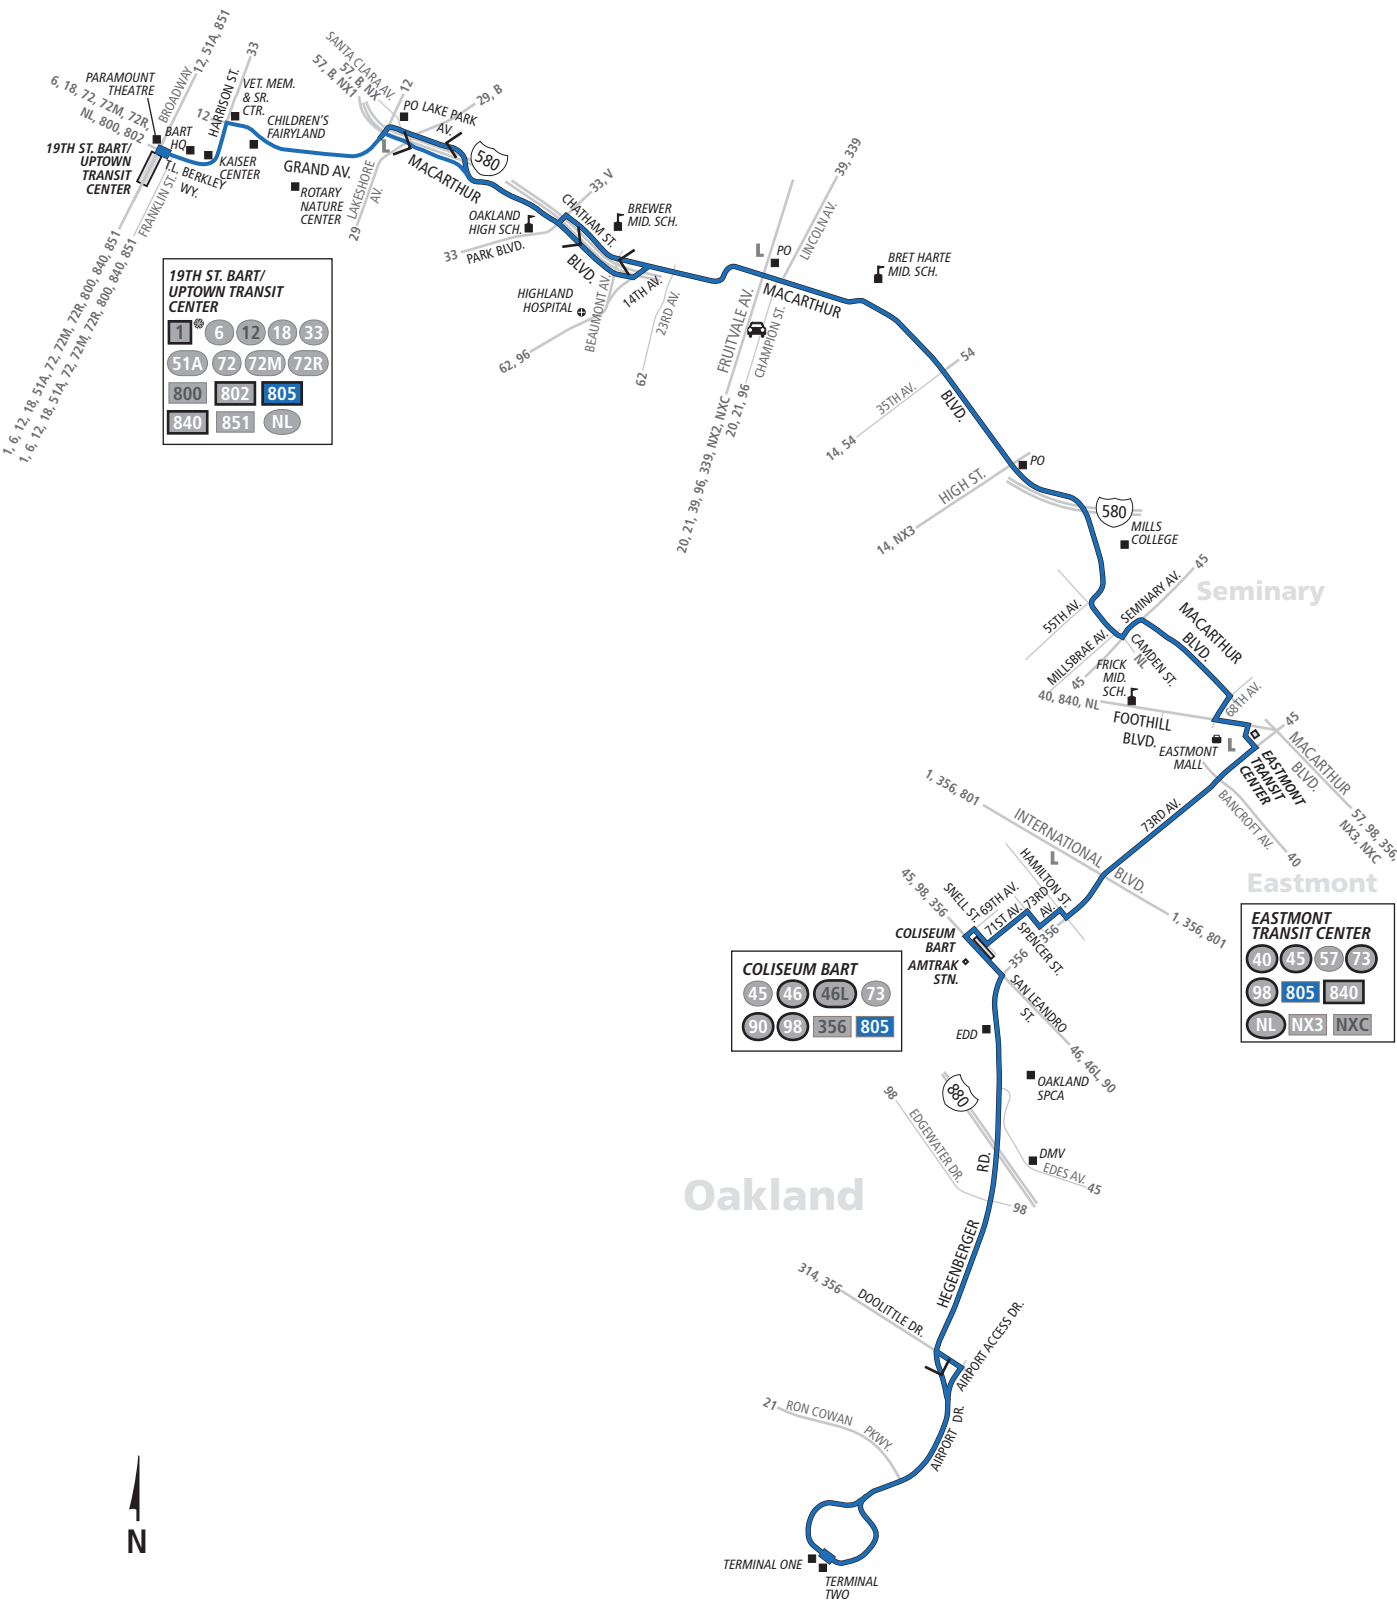 12, 51A, 851
BROADWAY
33
HARRISON ST.
PARAMOUNT
THEATRE
6, 18, 72, 72M, 72R,
NL, 800, 802
12
VET. MEM.
& SR.
CTR.
CHILDREN'S
FAIRYLAND
BART
HQ
19TH ST. BART/
UPTOWN
TRANSIT
CENTER
KAISER
CENTER
T.L. BERKLEY
WY.
FRANKLIN ST.
GRAND AV.
ROTARY
NATURE
CENTER
SANTA CLARA AV.
57, B, NX
57, B, NX1
12
PO
LAKE PARK
AV.
29, B
L
580
LAKESHORE
AV.
29
MACARTHUR
BLVD.
OAKLAND
HIGH SCH.
33
PARK BLVD.
CHATHAM ST.
33, V
BREWER
MID. SCH.
HIGHLAND
HOSPITAL
BEAUMONT AV.
14TH AV.
62, 96
23RD AV.
62
39, 339
LINCOLN AV.
L
PO
MACARTHUR
BLVD.
FRUITVALE AV.
CHAMPION ST.
20, 21, 96
20, 21, 39, 96, 339, NX2, NXC
BRET HARTE
MID. SCH.
54
35TH AV.
14, 54
PO
HIGH ST.
14, NX3
580
MILLS
COLLEGE
45
SEMINARY AV.
Seminary
55TH AV.
MILLSBRAE AV.
45
CAMDEN ST.
NL
MACARTHUR
BLVD.
FRICK
MID.
SCH.
40, 840, NL
FOOTHILL
BLVD.
68TH AV.
45
EASTMONT
MALL
L
EASTMONT
TRANSIT
CENTER
MACARTHUR
BLVD.
57, 98, 356,
NX3, NXC
73RD AV.
BANCROFT AV.
40
Eastmont
1, 356, 801
INTERNATIONAL
BLVD.
1, 356, 801
L
HAMILTON ST.
45, 98, 356
SNELL ST.
69TH AV.
71ST AV.
73RD
AV.
SPENCER ST.
356
356
COLISEUM
BART
AMTRAK
STN.
SAN LEANDRO
ST.
46, 46L, 90
EDD
OAKLAND
SPCA
880
98
EDGEWATER DR.
98
DMV
EDES AV.
45
RD.
HEGENBERGER
Oakland
314, 356
DOOLITTLE DR.
AIRPORT ACCESS DR.
21
RON COWAN
PKWY.
AIRPORT DR.
TERMINAL ONE
TERMINAL
TWO
N
1, 6, 12, 18, 51A, 72, 72M, 72R, 800, 840, 851
1, 6, 12, 18, 51A, 72, 72M, 72R, 800, 840, 851
19TH ST. BART/
UPTOWN TRANSIT
CENTER
1 6 12 18 33
51A 72 72M 72R
800 802 805
840 851 NL
COLISEUM BART
45 46 46L 73
90 98 356 805
EASTMONT
TRANSIT CENTER
40 45 57 73
98 805 840
NL NX3 NXC